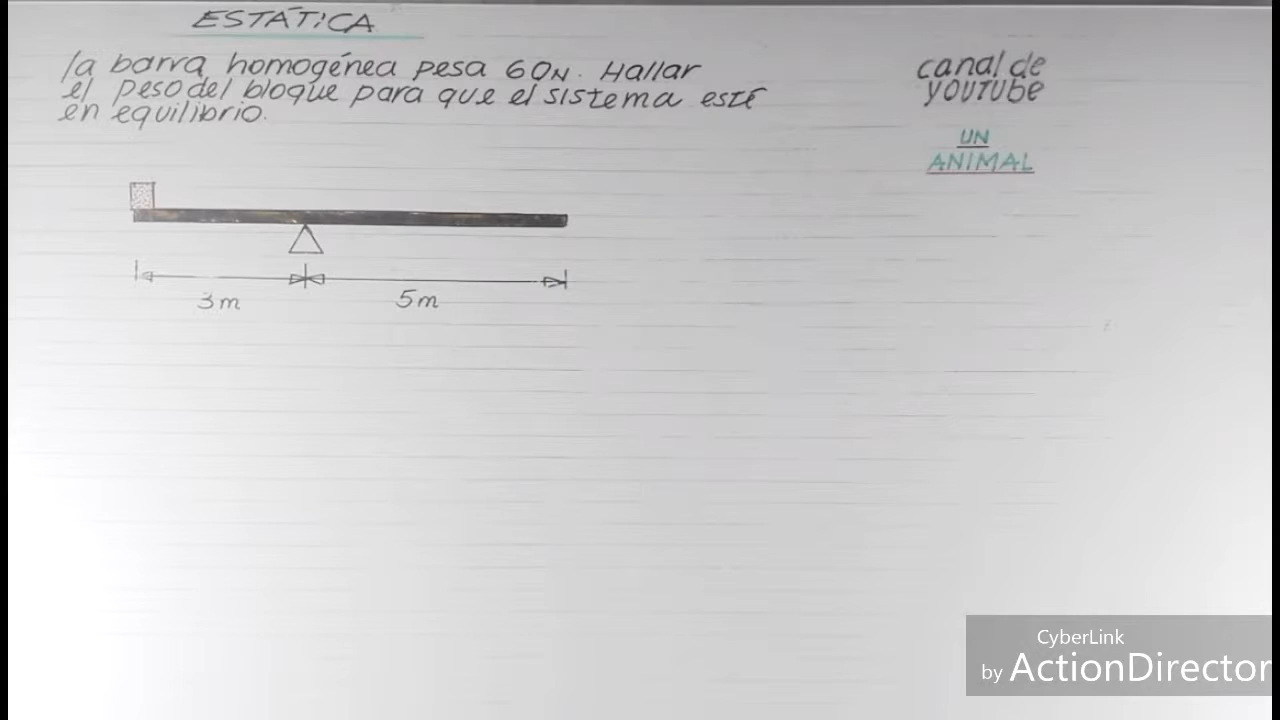 ESTÁTICA
la barra homogénea pesa 60N. Hallar
el peso del bloque para que el sistema esté
en equilibrio.
canal de
youTube
UN
ANIMAL
3m
5m
CyberLink
by ActionDirector